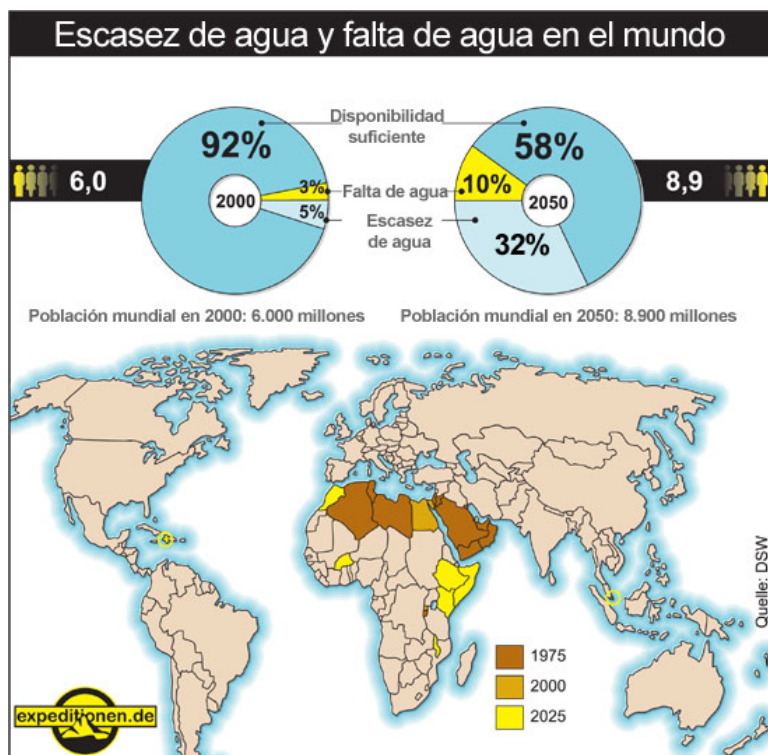 Escasez de agua y falta de agua en el mundo
Disponibilidad
suficiente
92%
58%
6,0
3%
Falta de agua
10%
8,9
2000
5%
Escasez
de agua
2050
32%
Población mundial en 2000: 6.000 millones
Población mundial en 2050: 8.900 millones
Quelle: DSW
1975
2000
2025
expeditionen.de